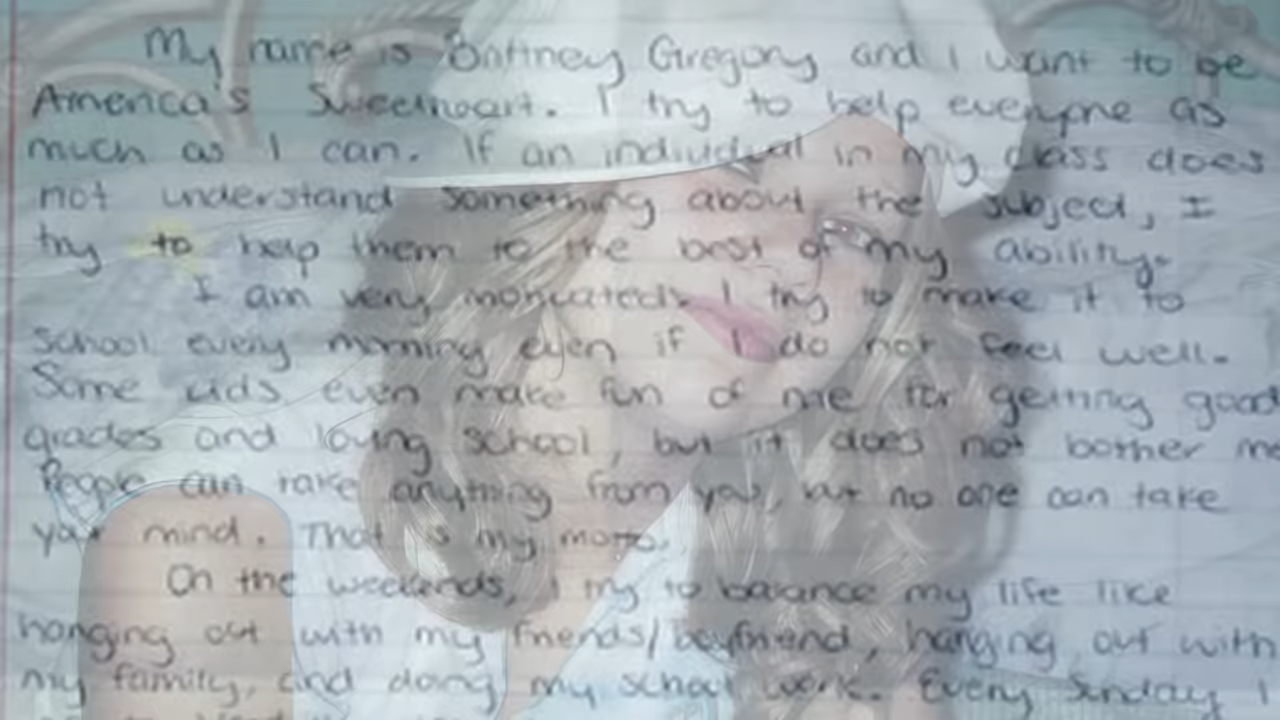 My name is Brittney Gregory and I want to be
America's Sweetheart. I try to help everyone as
much as I can. If an individual in my class does
not understand something about the subject, I
try to help them to the best of my ability.
I am very motivated. I try to make it to
school every morning even if I do not feel well.
Some kids even make fun of me for getting good
grades and loving school, but it does not bother me
People can take anything from you, but no one can take
your mind. That is my motto.
On the weekends, I try to balance my life like
hanging out with my friends/boyfriend, hanging out with
my family, and doing my school work. Every Sunday I